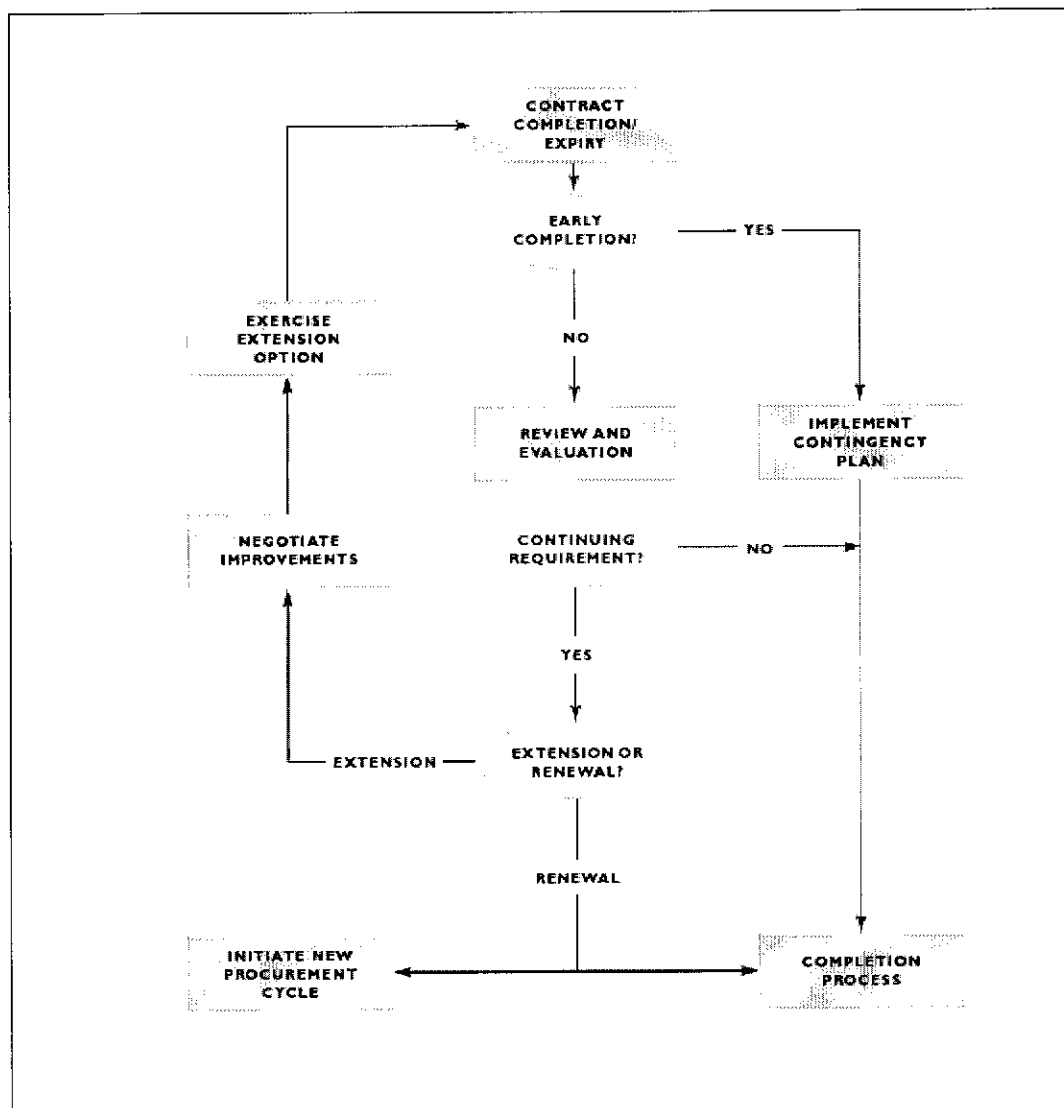 CONTRACT
COMPLETION/
EXPIRY
EARLY
COMPLETION?
YES
EXERCISE
EXTENSION
OPTION
NO
REVIEW AND
EVALUATION
IMPLEMENT
CONTINGENCY
PLAN
NEGOTIATE
IMPROVEMENTS
CONTINUING
REQUIREMENT?
NO
YES
EXTENSION
EXTENSION OR
RENEWAL?
RENEWAL
INITIATE NEW
PROCUREMENT
CYCLE
COMPLETION
PROCESS